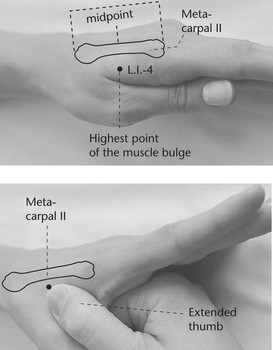 midpoint
Meta-
carpal II
L.I.-4
Highest point
of the muscle bulge
Meta-
carpal II
Extended
thumb